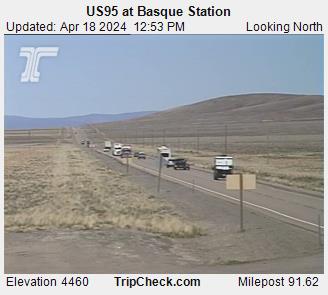 US95 at Basque Station
Updated: Apr 18 2024 12:53 PM Looking North
Elevation 4460 TripCheck.com Milepost 91.62